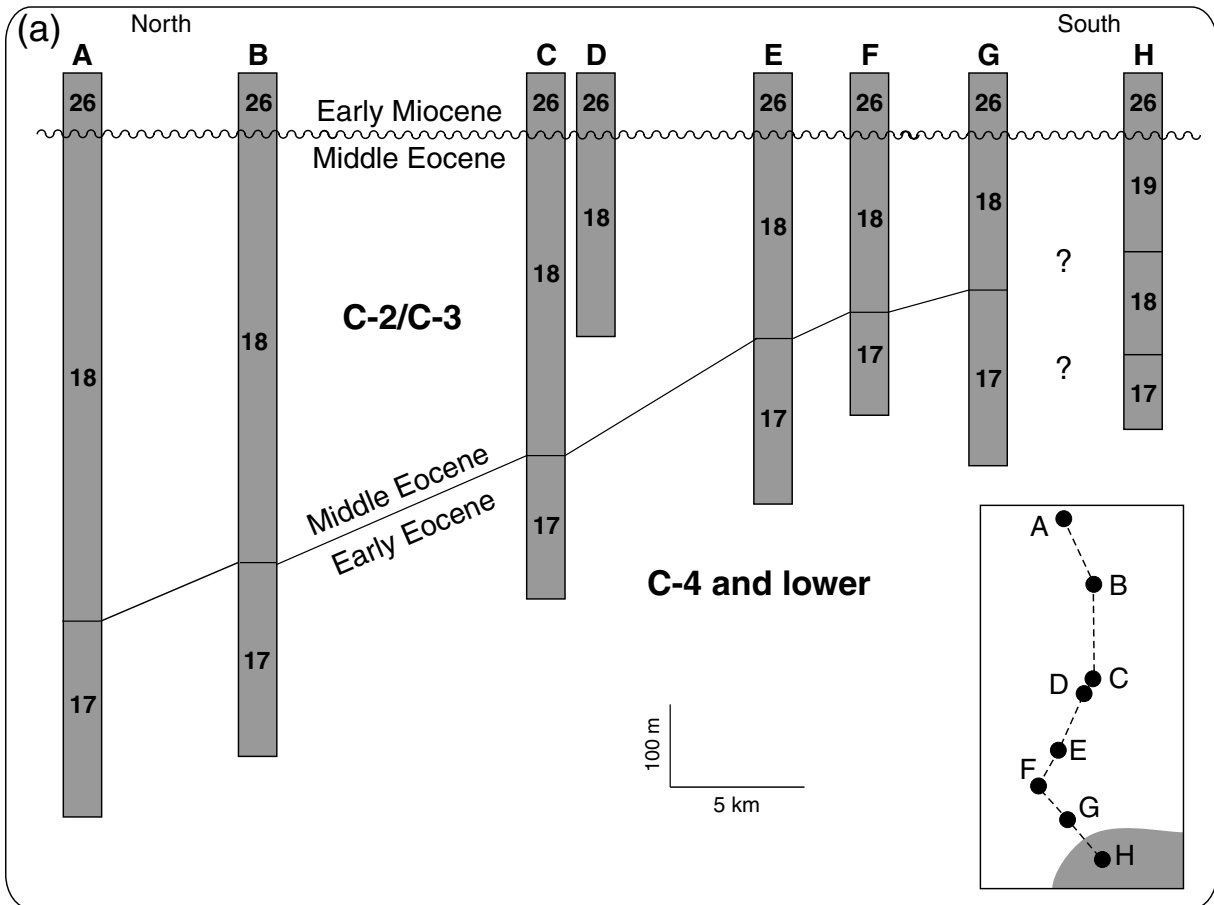 (a)
North
South
A B C D E F G H
26 26 26 26 26 26 26 26
Early Miocene
Middle Eocene
19
18 18 18
18
?
18
18
C-2/C-3
18
18
17
?
17
17
17
Middle Eocene
Early Eocene
17
A
C-4 and lower
B
17
C
D
17
100 m
E
F
5 km
G
H